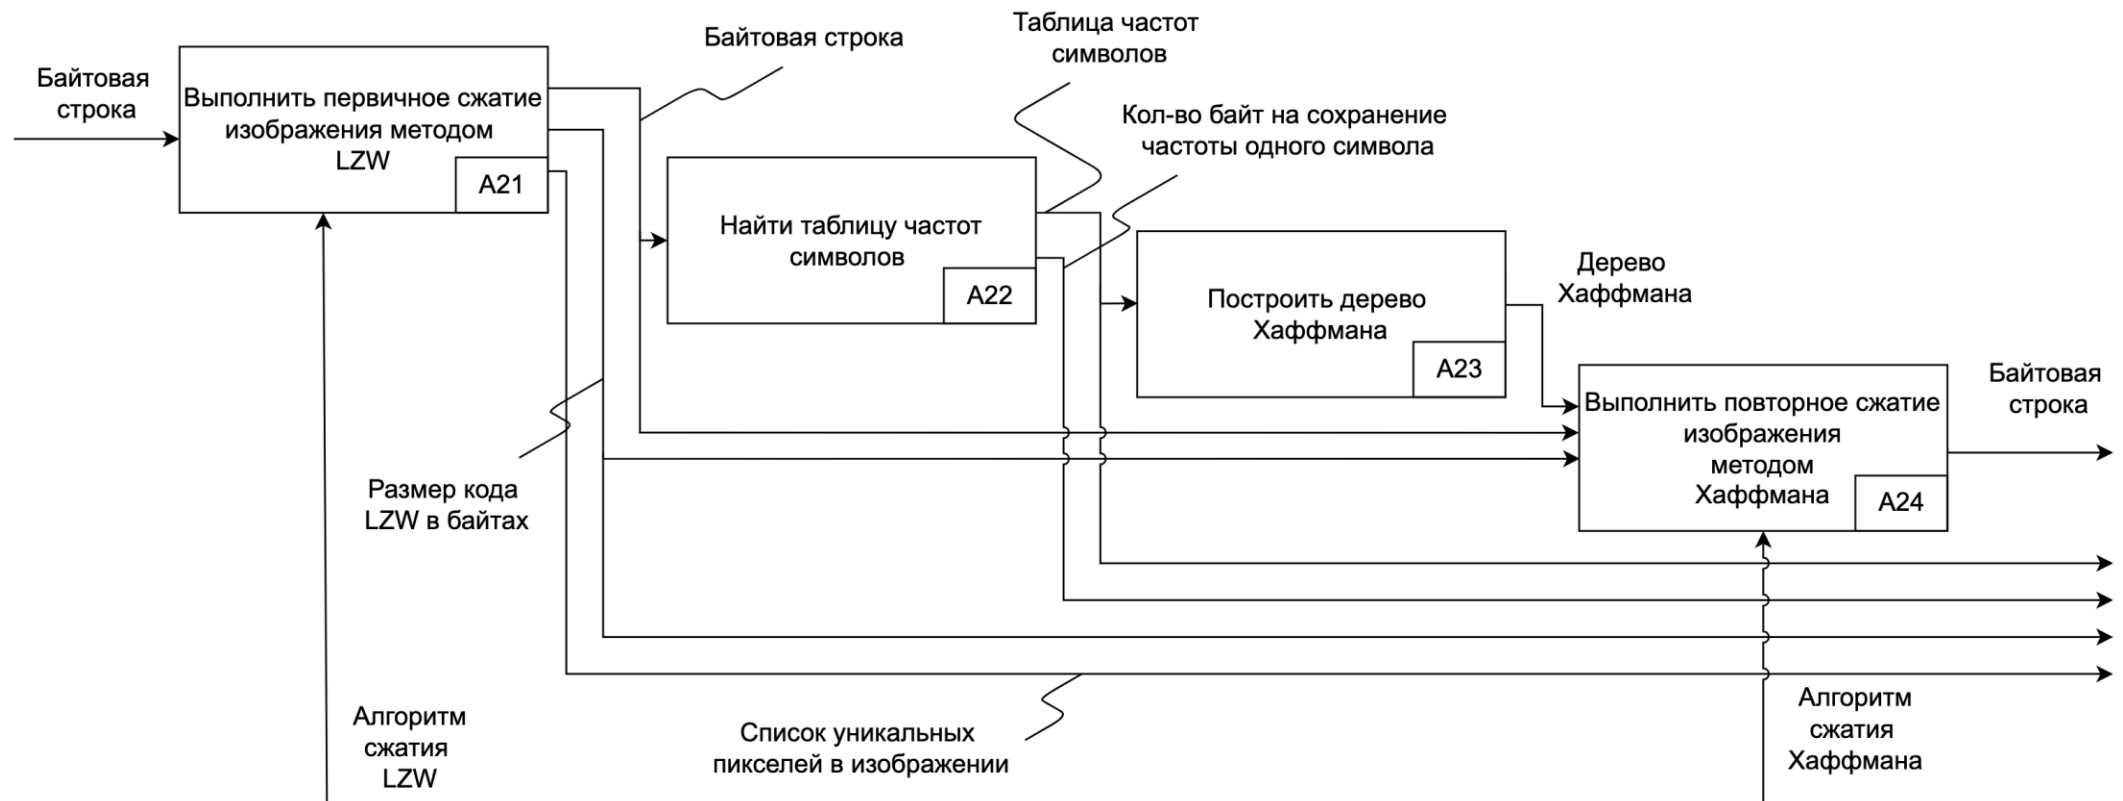 Байтовая
строка
Выполнить первичное сжатие
изображения методом
LZW
A21
Байтовая строка
Таблица частот
символов
Кол-во байт на сохранение
частоты одного символа
Найти таблицу частот
символов
A22
Построить дерево
Хаффмана
A23
Дерево
Хаффмана
Выполнить повторное сжатие
изображения
методом
Хаффмана
A24
Байтовая
строка
Размер кода
LZW в байтах
Алгоритм
сжатия
LZW
Список уникальных
пикселей в изображении
Алгоритм
сжатия
Хаффмана